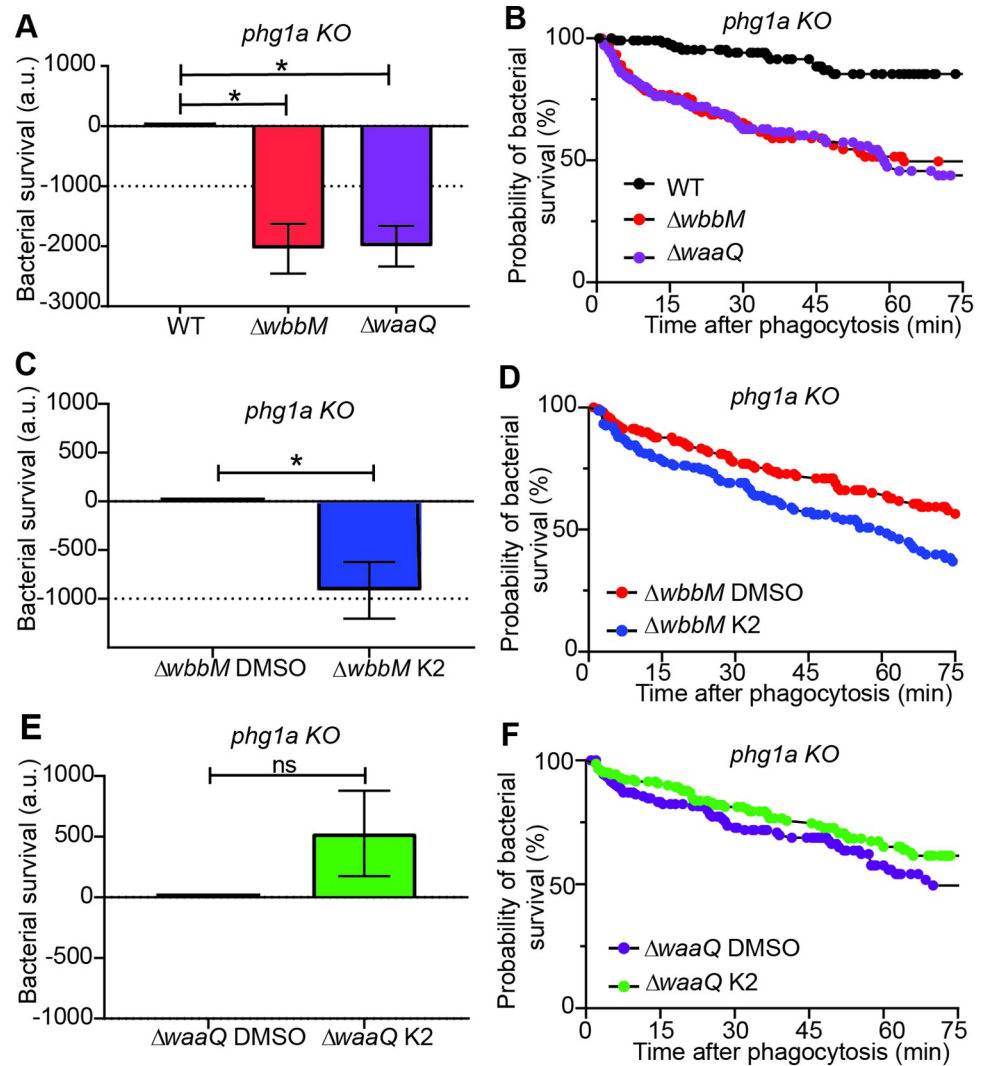 A
phg1a KO
Bacterial survival (a.u.)
1000
0
-1000
-2000
-3000
*
*
WT
ΔwbbM
ΔwaaQ
B
phg1a KO
Probability of bacterial
survival (%)
100
50
0
WT
ΔwbbM
ΔwaaQ
0 15 30 45 60 75
Time after phagocytosis (min)
C
phg1a KO
Bacterial survival (a.u.)
1000
500
0
-500
-1000
*
ΔwbbM DMSO
ΔwbbM K2
D
phg1a KO
Probability of bacterial
survival (%)
100
50
0
ΔwbbM DMSO
ΔwbbM K2
0 15 30 45 60 75
Time after phagocytosis (min)
E
phg1a KO
Bacterial survival (a.u.)
1000
500
0
-500
-1000
ns
ΔwaaQ DMSO
ΔwaaQ K2
F
phg1a KO
Probability of bacterial
survival (%)
100
50
0
ΔwaaQ DMSO
ΔwaaQ K2
0 15 30 45 60 75
Time after phagocytosis (min)